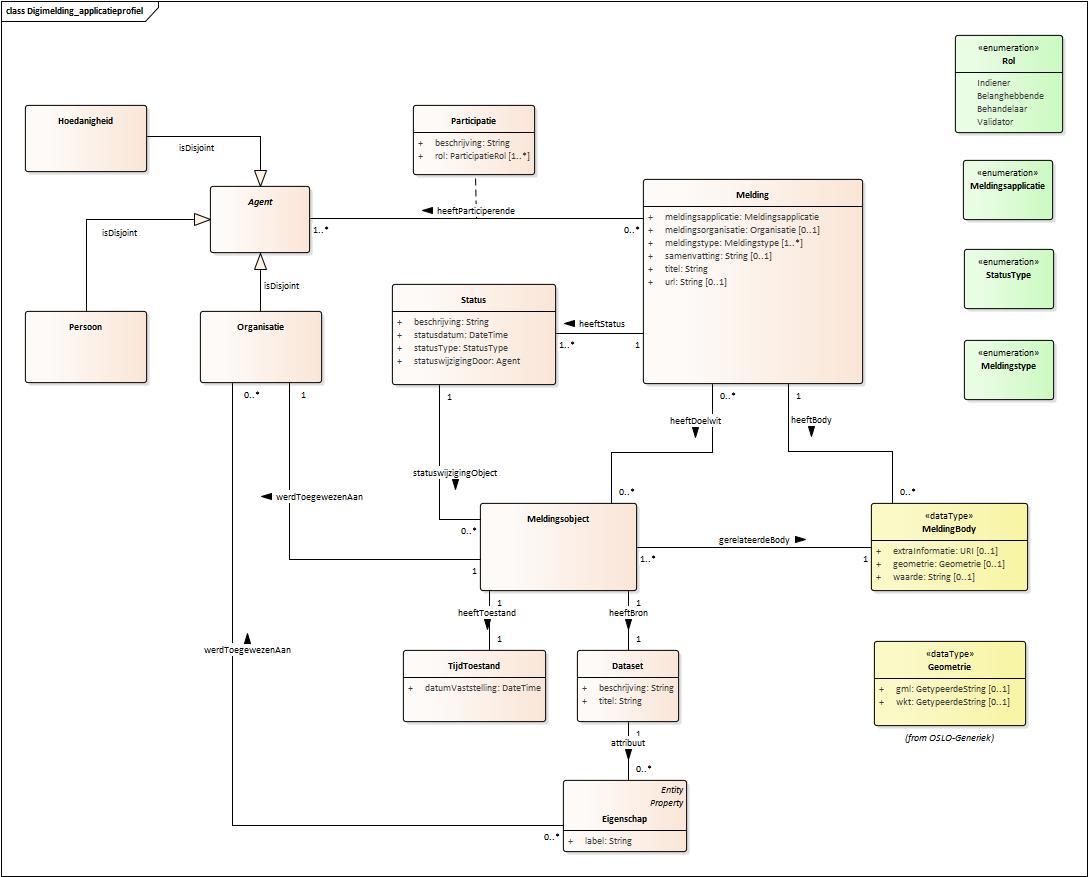 class Digimelding_applicatieprofiel
«enumeration»
Rol
Indiener
Belanghebbende
Behandelaar
Validator
Hoedanigheid
isDisjoint
Participatie
+ beschrijving: String
+ rol: ParticipatieRol [1..*]
«enumeration»
Meldingsapplicatie
Agent
1..*
heeftParticiperende
0..*
Melding
+ meldingsapplicatie: Meldingsapplicatie
+ meldingsorganisatie: Organisatie [0..1]
+ meldingstype: Meldingstype [1..*]
+ samenvatting: String [0..1]
+ titel: String
+ url: String [0..1]
isDisjoint
isDisjoint
«enumeration»
StatusType
Persoon
Organisatie
Status
+ beschrijving: String
+ statusdatum: DateTime
+ statusType: StatusType
+ statuswijzigingDoor: Agent
heeftStatus
1..*
1
«enumeration»
Meldingstype
0..*
1
1
0..*
1
heeftDoelwit
heeftBody
statuswijzigingObject
werdToegewezenAan
0..*
0..*
0..*
Meldingsobject
1
gerelateerdeBody
1..*
1
«dataType»
MeldingBody
+ extraInformatie: URI [0..1]
+ geometrie: Geometrie [0..1]
+ waarde: String [0..1]
1
1
heeftToestand
heeftBron
1
1
werdToegewezenAan
TijdToestand
+ datumVaststelling: DateTime
Dataset
+ beschrijving: String
+ titel: String
«dataType»
Geometrie
+ gml: GetypeerdeString [0..1]
+ wkt: GetypeerdeString [0..1]
(from OSLO-Generiek)
1
attribuut
0..*
Entity
Property
Eigenschap
+ label: String
0..*